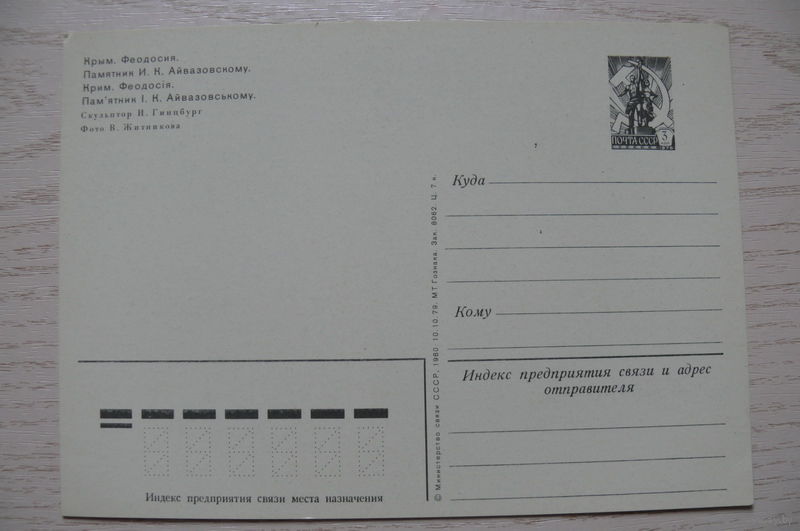 Крым. Феодосия.
Памятник И. К. Айвазовскому.
Крим. Феодосія.
Пам'ятник І. К. Айвазовському.
Скульптор И. Гинцбург
Фото В. Житникова
ПОЧТА СССР 3
1976
Куда
Кому
Индекс предприятия связи и адрес
отправителя
© Министерство связи СССР, 1980. 10.10.79. МТ Гознака. Зак. 8062. Ц. 7 к.
Индекс предприятия связи места назначения